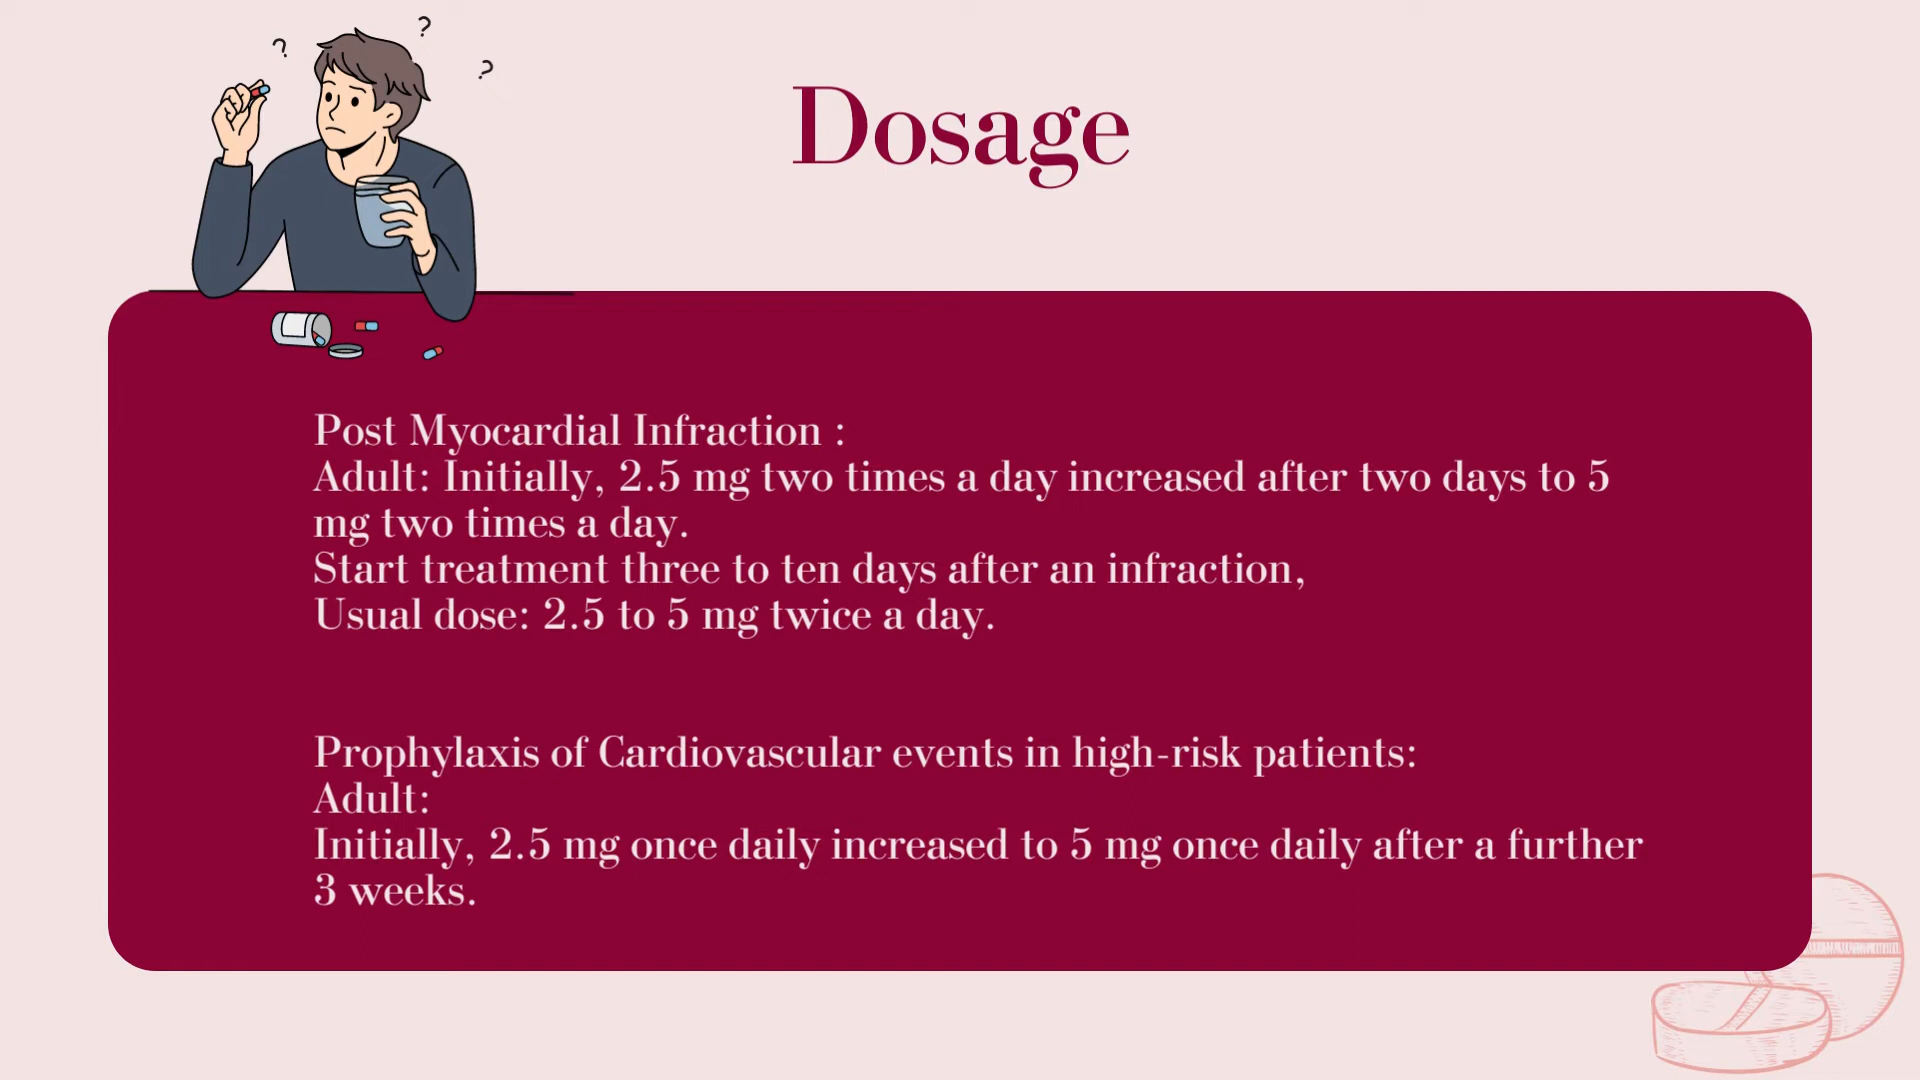 ? ? ?
Dosage
Post Myocardial Infraction :
Adult: Initially, 2.5 mg two times a day increased after two days to 5
mg two times a day.
Start treatment three to ten days after an infraction,
Usual dose: 2.5 to 5 mg twice a day.
Prophylaxis of Cardiovascular events in high-risk patients:
Adult:
Initially, 2.5 mg once daily increased to 5 mg once daily after a further
3 weeks.